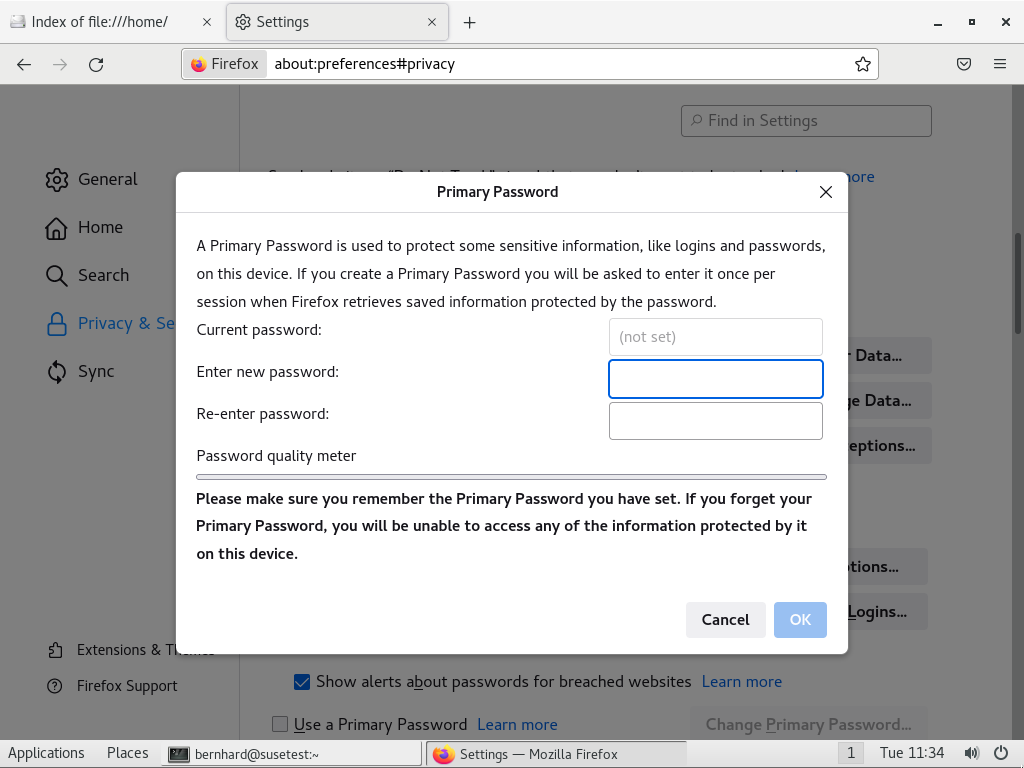 Index of file:///home/
Settings
Firefox
about:preferences#privacy
Find in Settings
General
Home
Search
Privacy & Se
Sync
Extensions & Themes
Firefox Support
more
Primary Password
A Primary Password is used to protect some sensitive information, like logins and passwords,
on this device. If you create a Primary Password you will be asked to enter it once per
session when Firefox retrieves saved information protected by the password.
Current password:
(not set)
Enter new password:
Re-enter password:
Password quality meter
Please make sure you remember the Primary Password you have set. If you forget your
Primary Password, you will be unable to access any of the information protected by it
on this device.
Cancel
OK
r Data...
ge Data...
eptions...
otions...
Logins...
Show alerts about passwords for breached websites Learn more
Use a Primary Password Learn more
Change Primary Password...
Applications
Places
bernhard@susetest:~
Settings — Mozilla Firefox
1
Tue 11:34